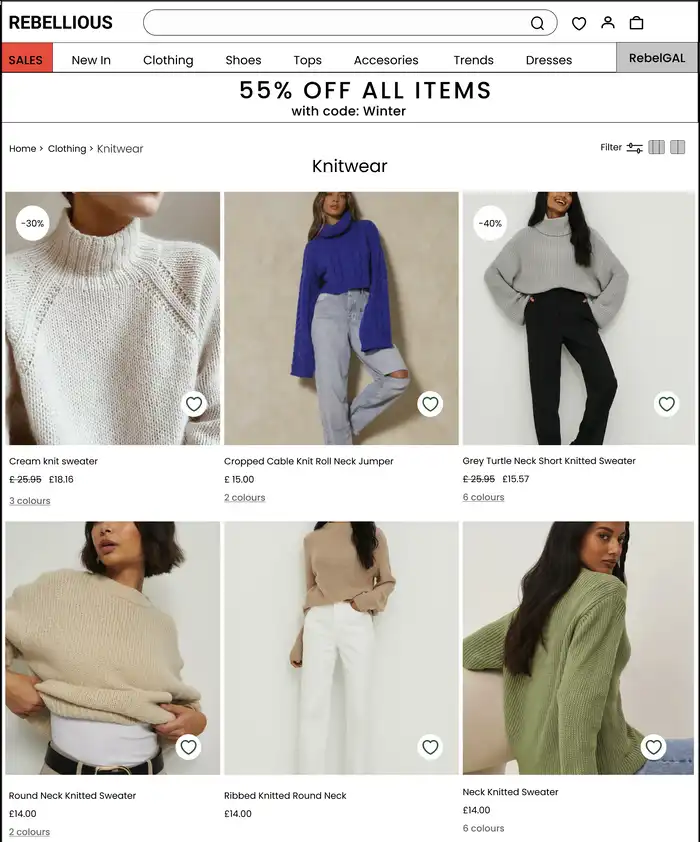 REBELLIOUS
SALES New In Clothing Shoes Tops Accesories Trends Dresses RebelGAL
55% OFF ALL ITEMS
with code: Winter
Home > Clothing > Knitwear
Filter
Knitwear
-30%
-40%
Cream knit sweater
£ 25.95 £18.16
3 colours
Cropped Cable Knit Roll Neck Jumper
£ 15.00
2 colours
Grey Turtle Neck Short Knitted Sweater
£ 25.95 £15.57
6 colours
Round Neck Knitted Sweater
£14.00
2 colours
Ribbed Knitted Round Neck
£14.00
Neck Knitted Sweater
£14.00
6 colours